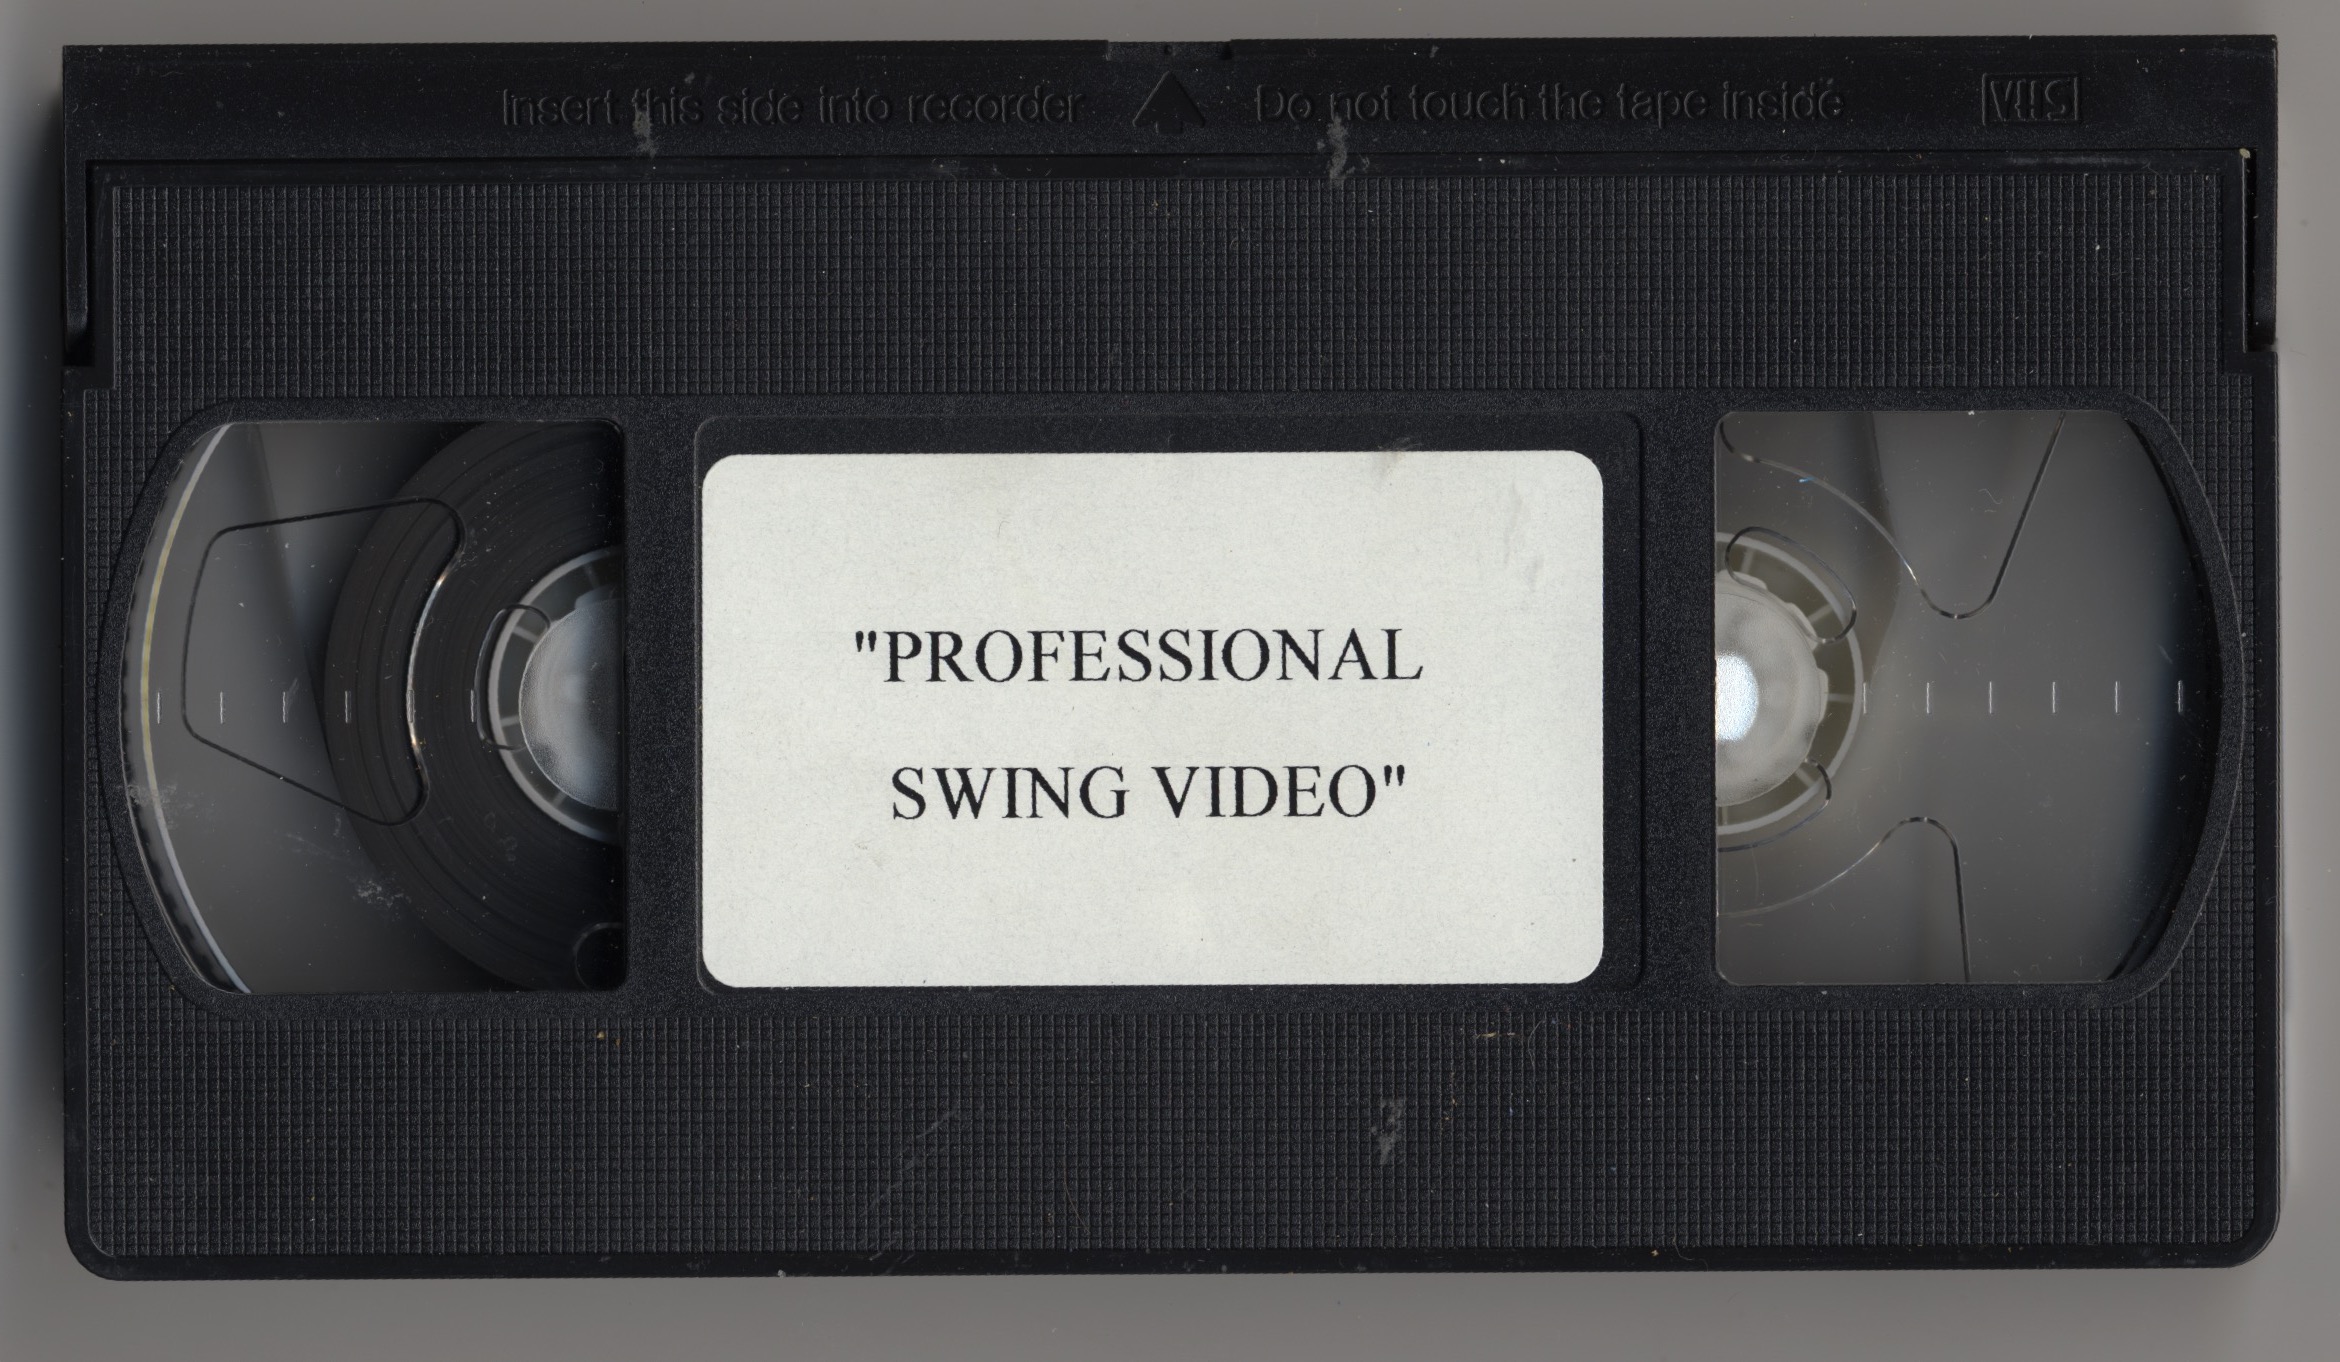 Insert this side into recorder Do not touch the tape inside VHS
"PROFESSIONAL
SWING VIDEO"